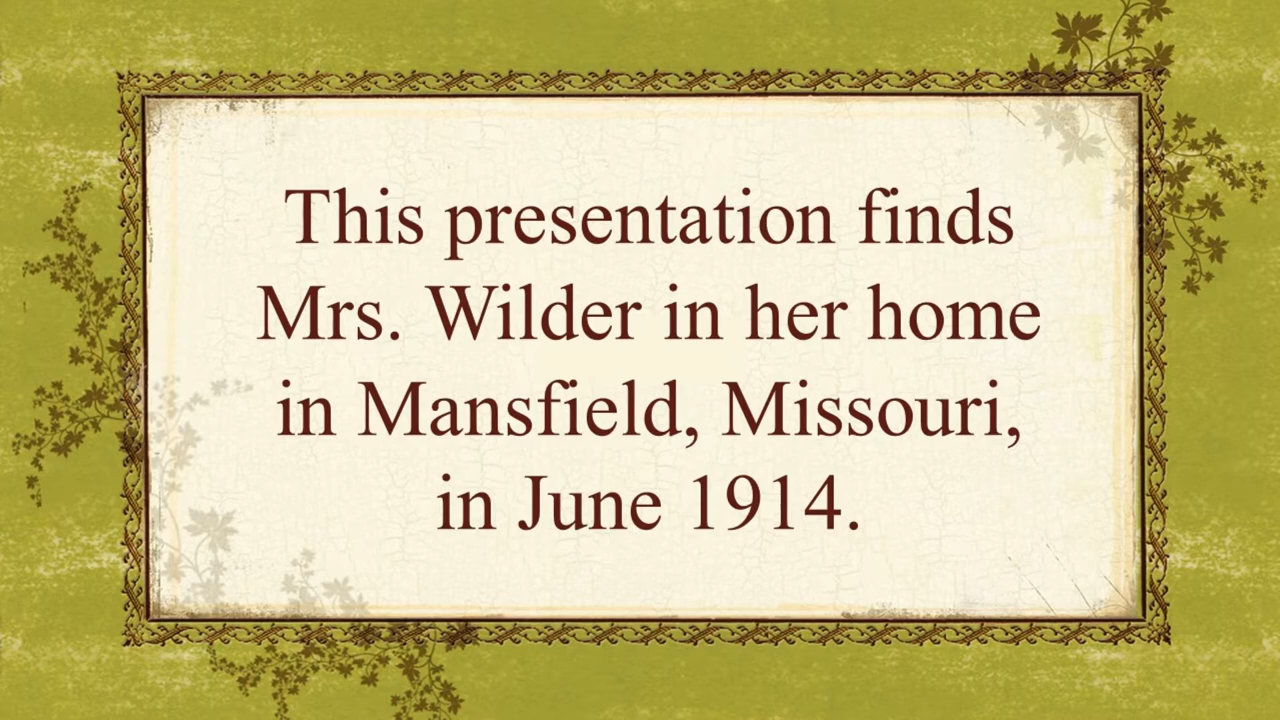 This presentation finds
Mrs. Wilder in her home
in Mansfield, Missouri,
in June 1914.